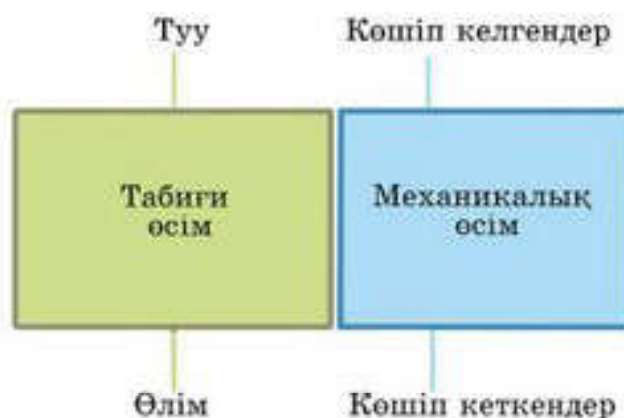 Туу
Көшіп келгендер
Табиғи
өсім
Механикалық
өсім
Өлім
Көшіп кеткендер